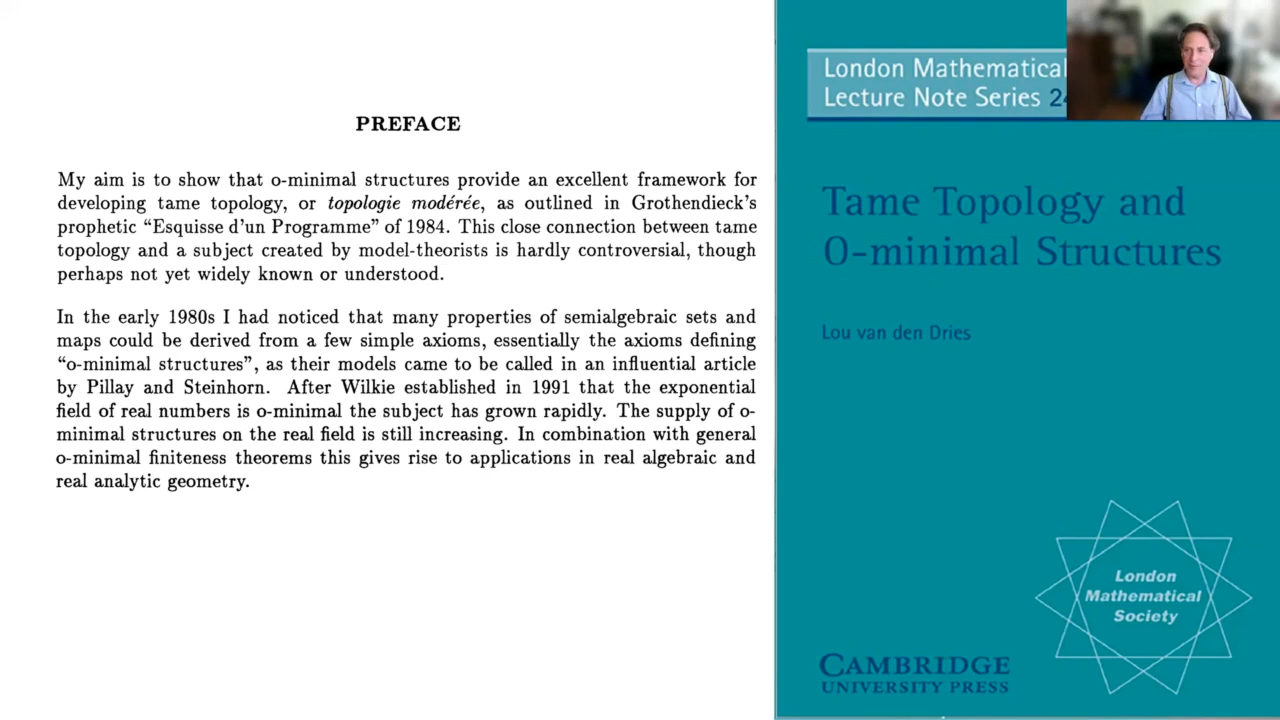 PREFACE
My aim is to show that o-minimal structures provide an excellent framework for
developing tame topology, or topologie modérée, as outlined in Grothendieck's
prophetic “Esquisse d'un Programme” of 1984. This close connection between tame
topology and a subject created by model-theorists is hardly controversial, though
perhaps not yet widely known or understood.
In the early 1980s I had noticed that many properties of semialgebraic sets and
maps could be derived from a few simple axioms, essentially the axioms defining
“o-minimal structures”, as their models came to be called in an influential article
by Pillay and Steinhorn. After Wilkie established in 1991 that the exponential
field of real numbers is o-minimal the subject has grown rapidly. The supply of o-
minimal structures on the real field is still increasing. In combination with general
o-minimal finiteness theorems this gives rise to applications in real algebraic and
real analytic geometry.
London Mathematical
Lecture Note Series
Tame Topology and
O-minimal Structures
Lou van den Dries
London
Mathematical
Society
CAMBRIDGE
UNIVERSITY PRESS